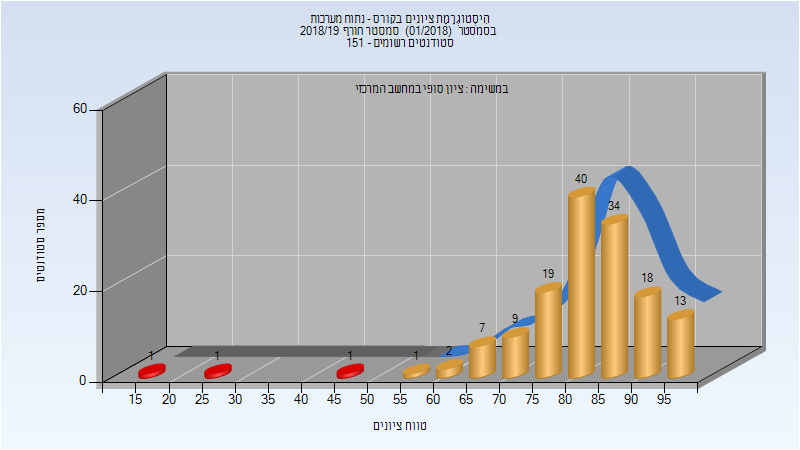 היסטוגרמת ציונים בקורס - נתוח מערכות
בסמסטר (01/2018) סמסטר חורף 2018/19
סטודנטים רשומים - 151
במשימה : ציון סופי במחשב המרכזי
מספר סטודנטים
60
40
20
0
1
1
1
1
2
7
9
19
40
34
18
13
15 20 25 30 35 40 45 50 55 60 65 70 75 80 85 90 95
טווח ציונים